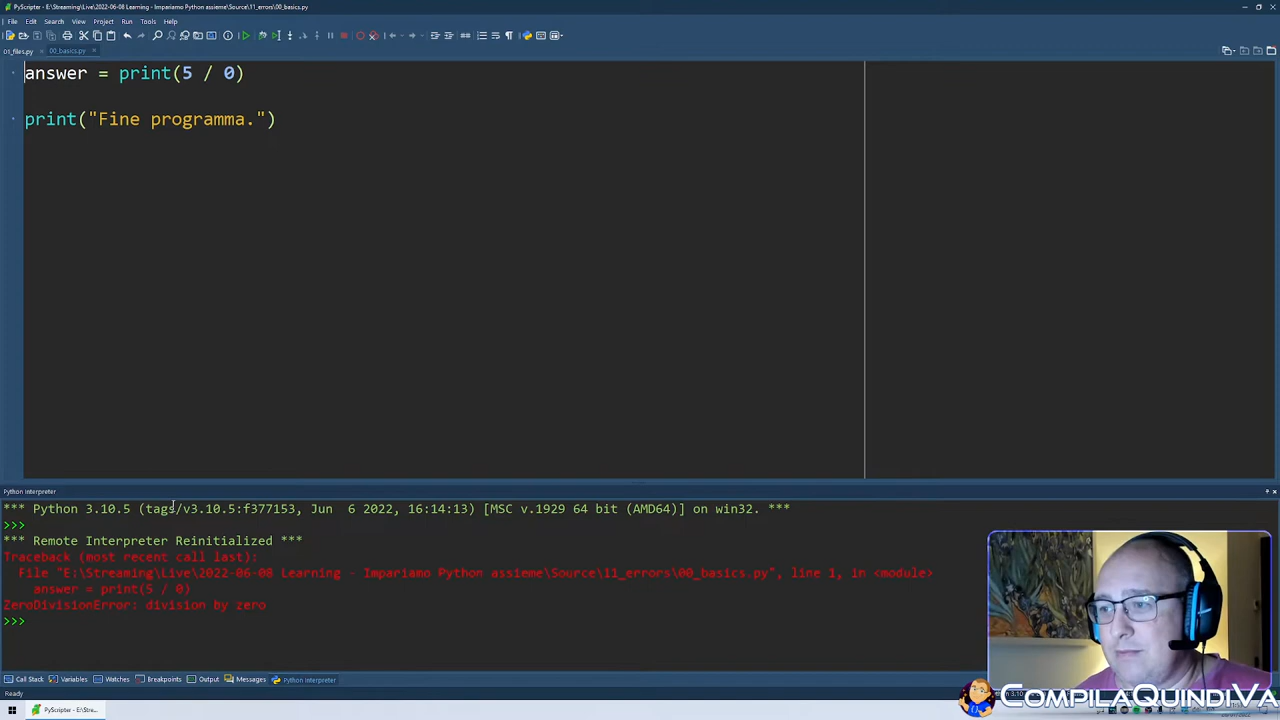 PyScripter - E:\Streaming\Live\2022-06-08 Learning - Impariamo Python assieme\Source\11_errors\00_basics.py
File Edit Search View Project Run Tools Help
01_files.py 00_basics.py
answer = print(5 / 0)
print("Fine programma.")
Python Interpreter
*** Python 3.10.5 (tags/v3.10.5:f377153, Jun 6 2022, 16:14:13) [MSC v.1929 64 bit (AMD64)] on win32. ***
>>>
*** Remote Interpreter Reinitialized ***
Traceback (most recent call last):
File "E:\Streaming\Live\2022-06-08 Learning - Impariamo Python assieme\Source\11_errors\00_basics.py", line 1, in <module>
answer = print(5 / 0)
ZeroDivisionError: division by zero
>>>
Call Stack Variables Watches Breakpoints Output Messages Python Interpreter
Ready
COMPILAQUINDIVA
PyScripter - E:\Stre...